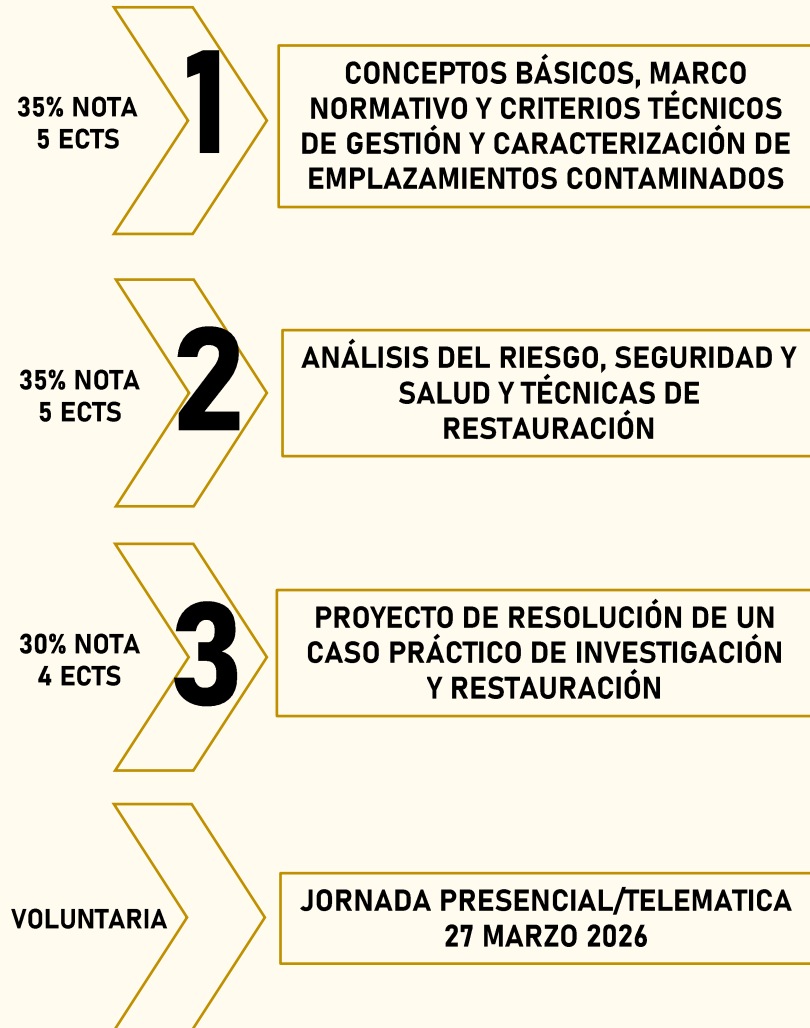 35% NOTA
5 ECTS
1
CONCEPTOS BÁSICOS, MARCO
NORMATIVO Y CRITERIOS TÉCNICOS
DE GESTIÓN Y CARACTERIZACIÓN DE
EMPLAZAMIENTOS CONTAMINADOS
35% NOTA
5 ECTS
2
ANÁLISIS DEL RIESGO, SEGURIDAD Y
SALUD Y TÉCNICAS DE
RESTAURACIÓN
30% NOTA
4 ECTS
3
PROYECTO DE RESOLUCIÓN DE UN
CASO PRÁCTICO DE INVESTIGACIÓN
Y RESTAURACIÓN
VOLUNTARIA
JORNADA PRESENCIAL/TELEMATICA
27 MARZO 2026